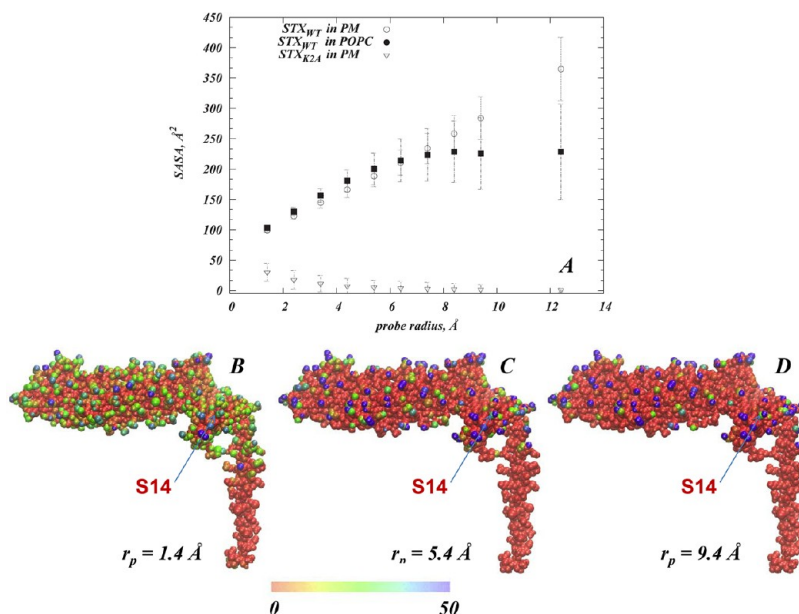 450
400
350
300
250
200
150
100
50
0
SASA, Å²
STX_WT in PM
STX_WT in POPC
STX_K2A in PM
A
0 2 4 6 8 10 12 14
probe radius, Å
B
C
D
S14
S14
S14
r_p = 1.4 Å
r_n = 5.4 Å
r_p = 9.4 Å
0 50